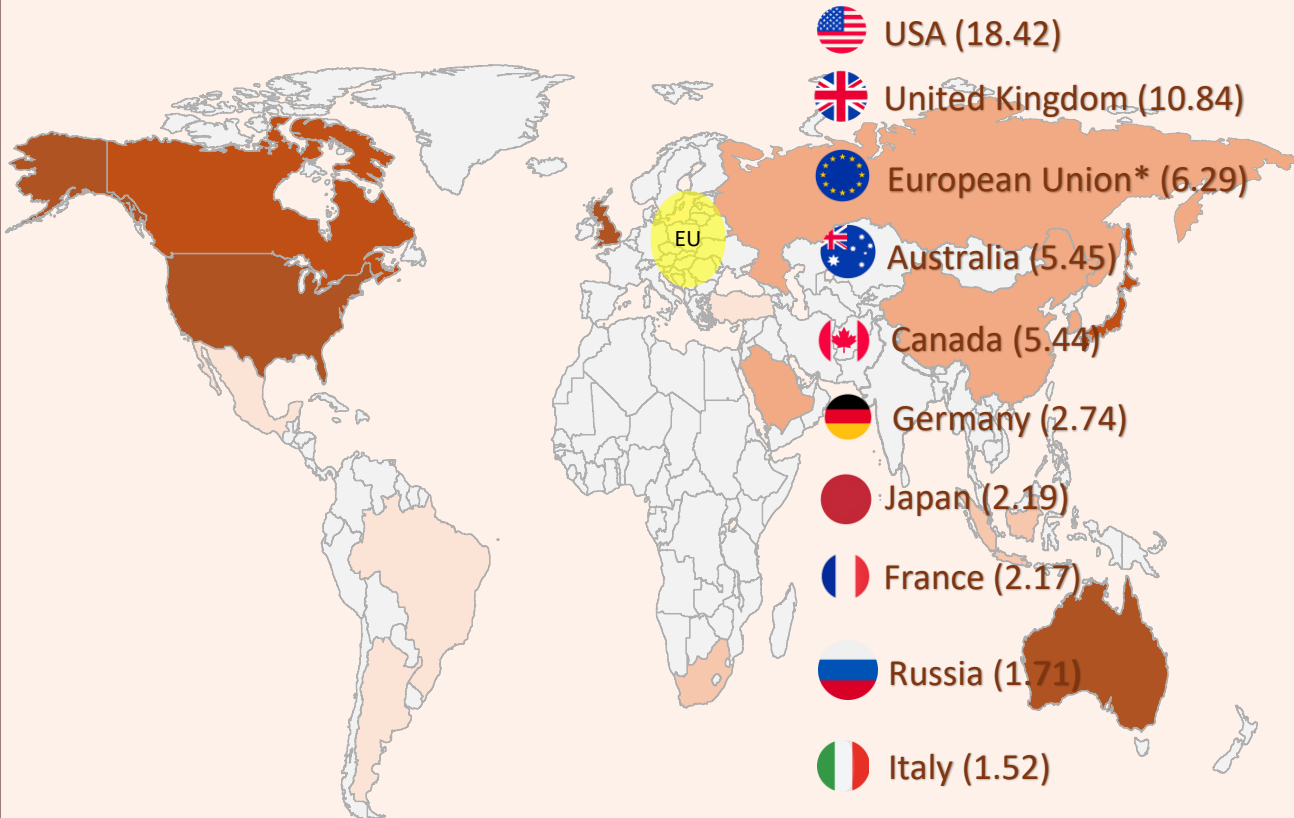 USA (18.42)
United Kingdom (10.84)
European Union* (6.29)
EU
Australia (5.45)
Canada (5.44)
Germany (2.74)
Japan (2.19)
France (2.17)
Russia (1.71)
Italy (1.52)